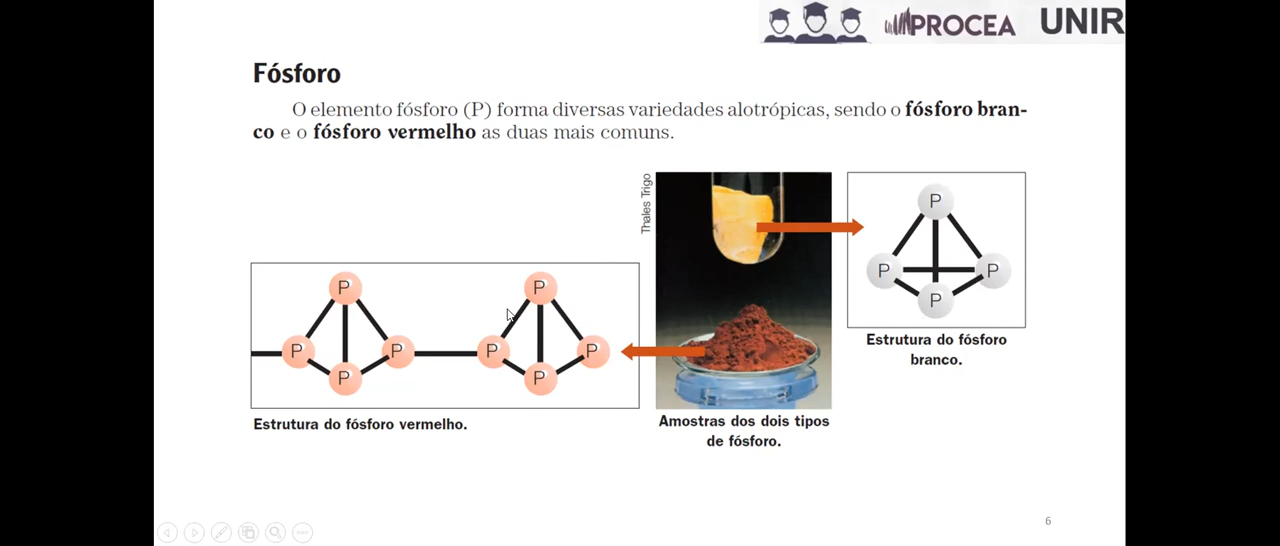 PROCEA UNIR
Fósforo
O elemento fósforo (P) forma diversas variedades alotrópicas, sendo o fósforo bran-
co e o fósforo vermelho as duas mais comuns.
Thales Trigo
P
P P
P
Estrutura do fósforo
branco.
P P
P P P P
P P
Estrutura do fósforo vermelho.
Amostras dos dois tipos
de fósforo.
6